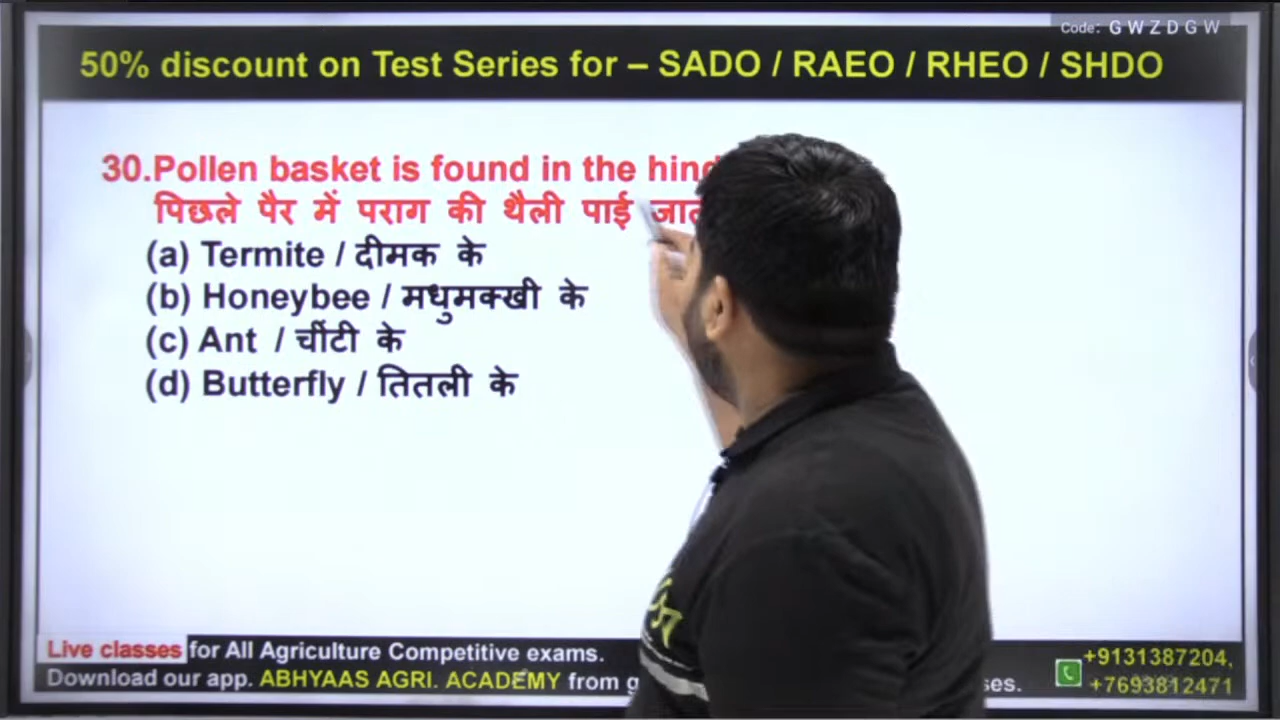 Code: G W Z D G W
50% discount on Test Series for – SADO / RAEO / RHEO / SHDO
30.Pollen basket is found in the
पिछले पैर में पराग की थैली पाई
(a) Termite / दीमक के
(b) Honeybee / मधुमक्खी के
(c) Ant / चींटी के
(d) Butterfly / तितली के
Live classes for All Agriculture Competitive exams.
Download our app. ABHYAAS AGRI. ACADEMY from
+9131387204,
+7693812471